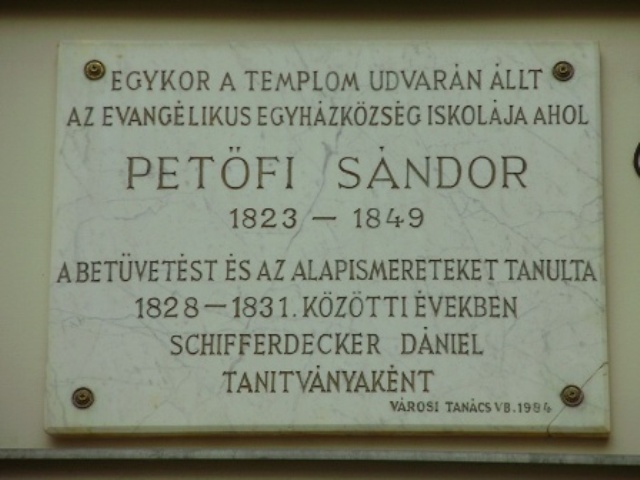 EGYKOR A TEMPLOM UDVARÁN ÁLLT
AZ EVANGÉLIKUS EGYHÁZKÖZSÉG ISKOLÁJA AHOL
PETŐFI SÁNDOR
1823 – 1849
A BETŰVETÉST ÉS AZ ALAPISMERETEKET TANULTA
1828 – 1831. KÖZÖTTI ÉVEKBEN
SCHIFFERDECKER DÁNIEL
TANITVÁNYAKÉNT
VÁROSI TANÁCS VB. 1984